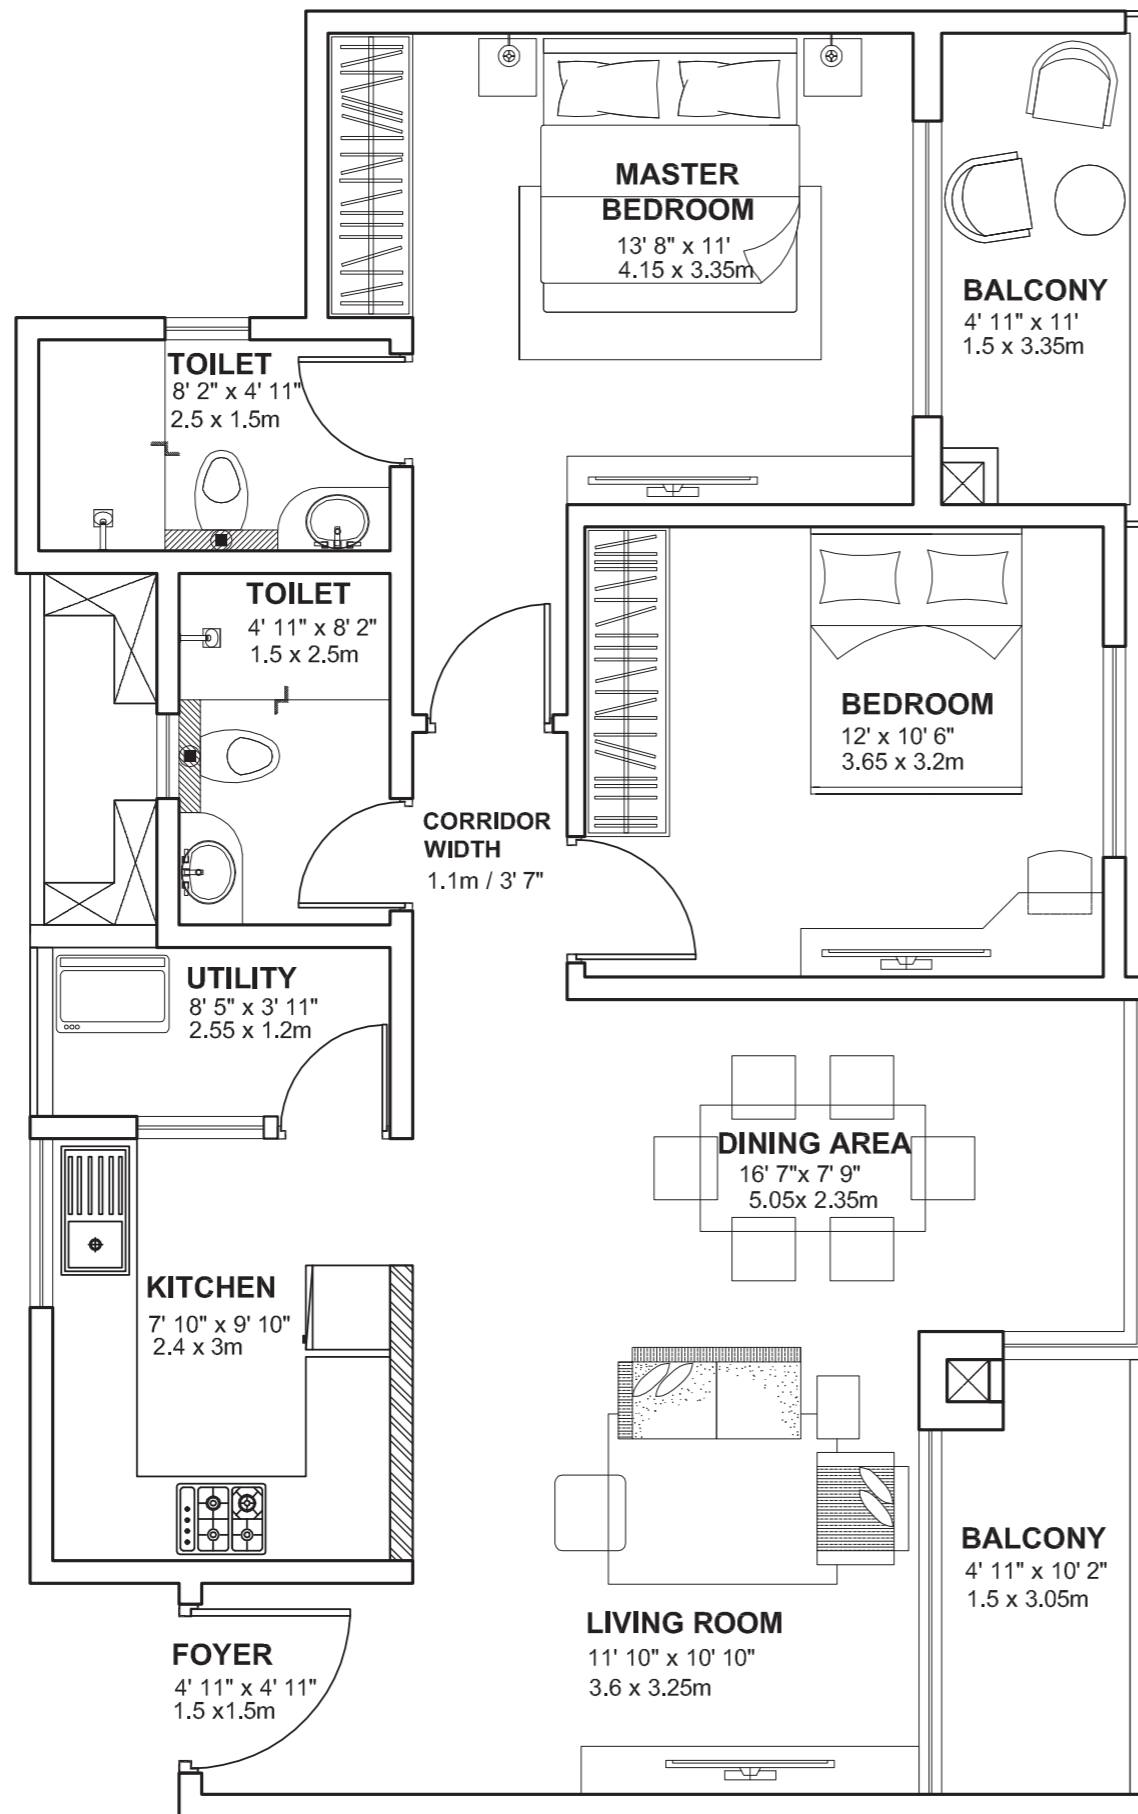 MASTER
BEDROOM
13' 8" x 11'
4.15 x 3.35m
BALCONY
4' 11" x 11'
1.5 x 3.35m
TOILET
8' 2" x 4' 11"
2.5 x 1.5m
TOILET
4' 11" x 8' 2"
1.5 x 2.5m
BEDROOM
12' x 10' 6"
3.65 x 3.2m
CORRIDOR
WIDTH
1.1m / 3' 7"
UTILITY
8' 5" x 3' 11"
2.55 x 1.2m
DINING AREA
16' 7"x 7' 9"
5.05x 2.35m
KITCHEN
7' 10" x 9' 10"
2.4 x 3m
BALCONY
4' 11" x 10' 2"
1.5 x 3.05m
LIVING ROOM
11' 10" x 10' 10"
3.6 x 3.25m
FOYER
4' 11" x 4' 11"
1.5 x1.5m